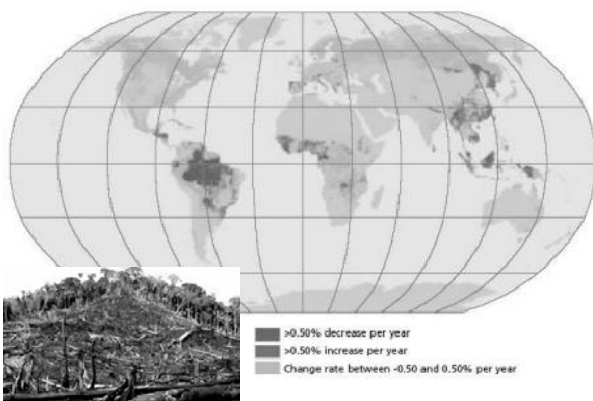 >0.50% decrease per year
>0.50% increase per year
Change rate between -0.50 and 0.50% per year